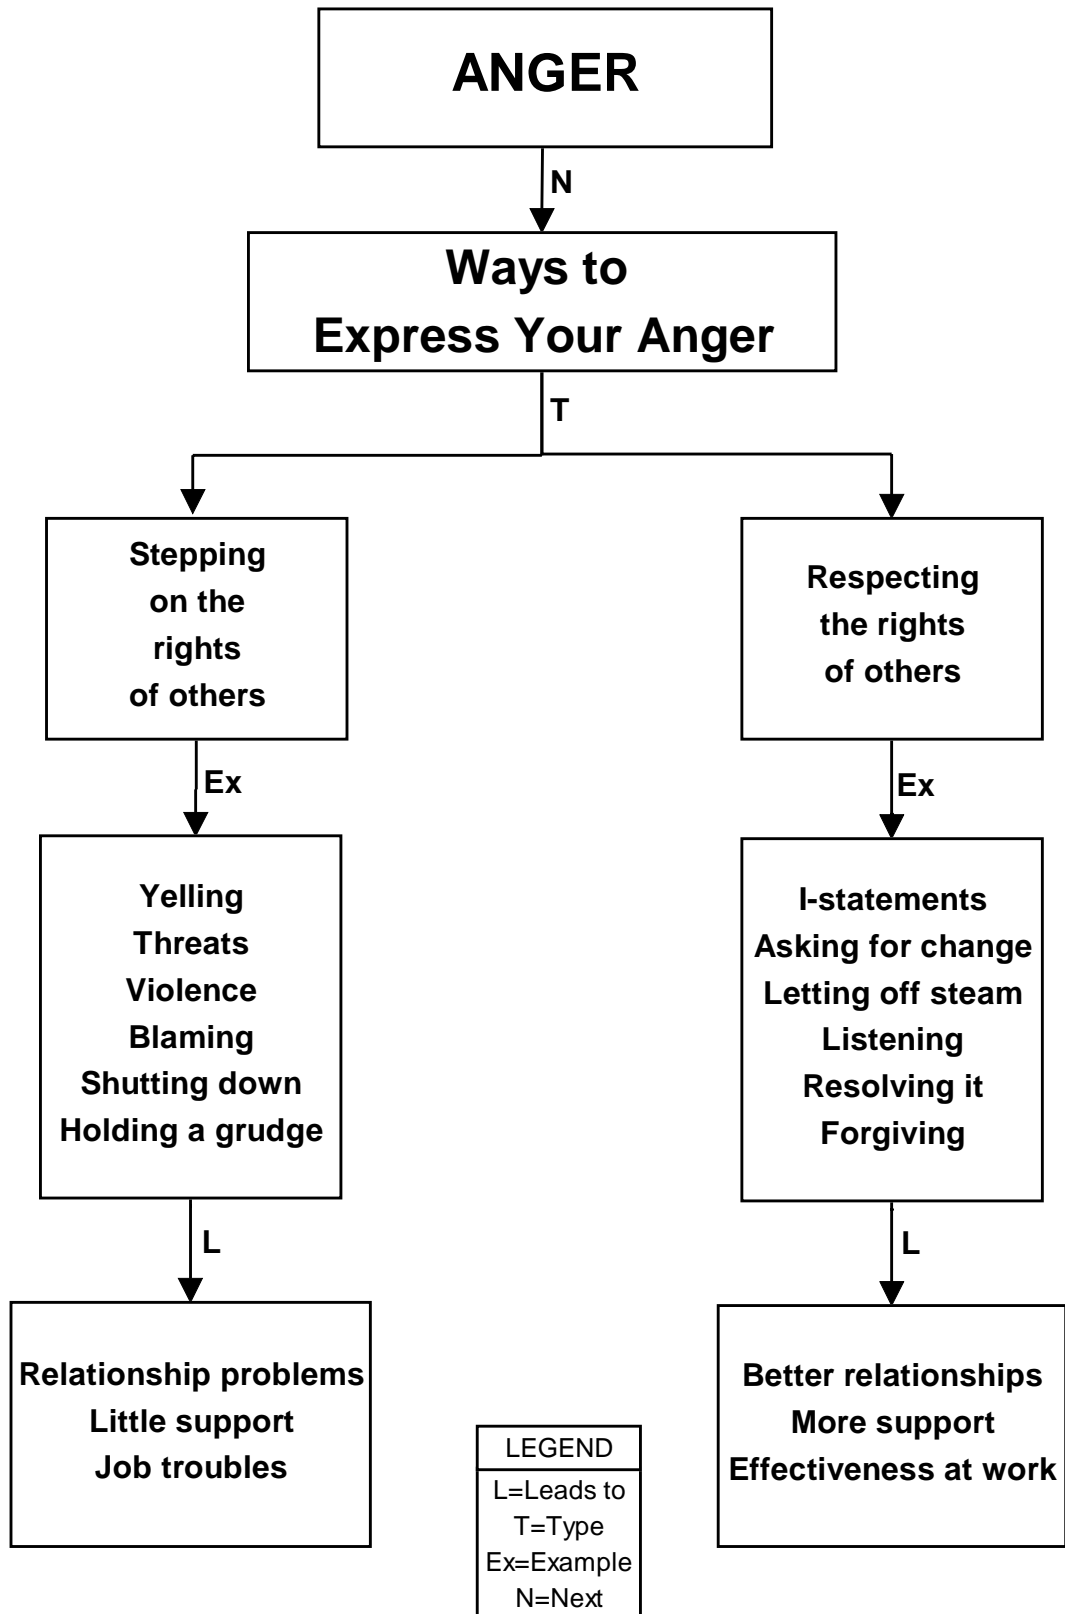 ANGER
N
Ways to
Express Your Anger
T
Stepping
on the
rights
of others
Respecting
the rights
of others
Ex
Ex
Yelling
Threats
Violence
Blaming
Shutting down
Holding a grudge
I-statements
Asking for change
Letting off steam
Listening
Resolving it
Forgiving
L
L
Relationship problems
Little support
Job troubles
Better relationships
More support
Effectiveness at work
LEGEND
L=Leads to
T=Type
Ex=Example
N=Next